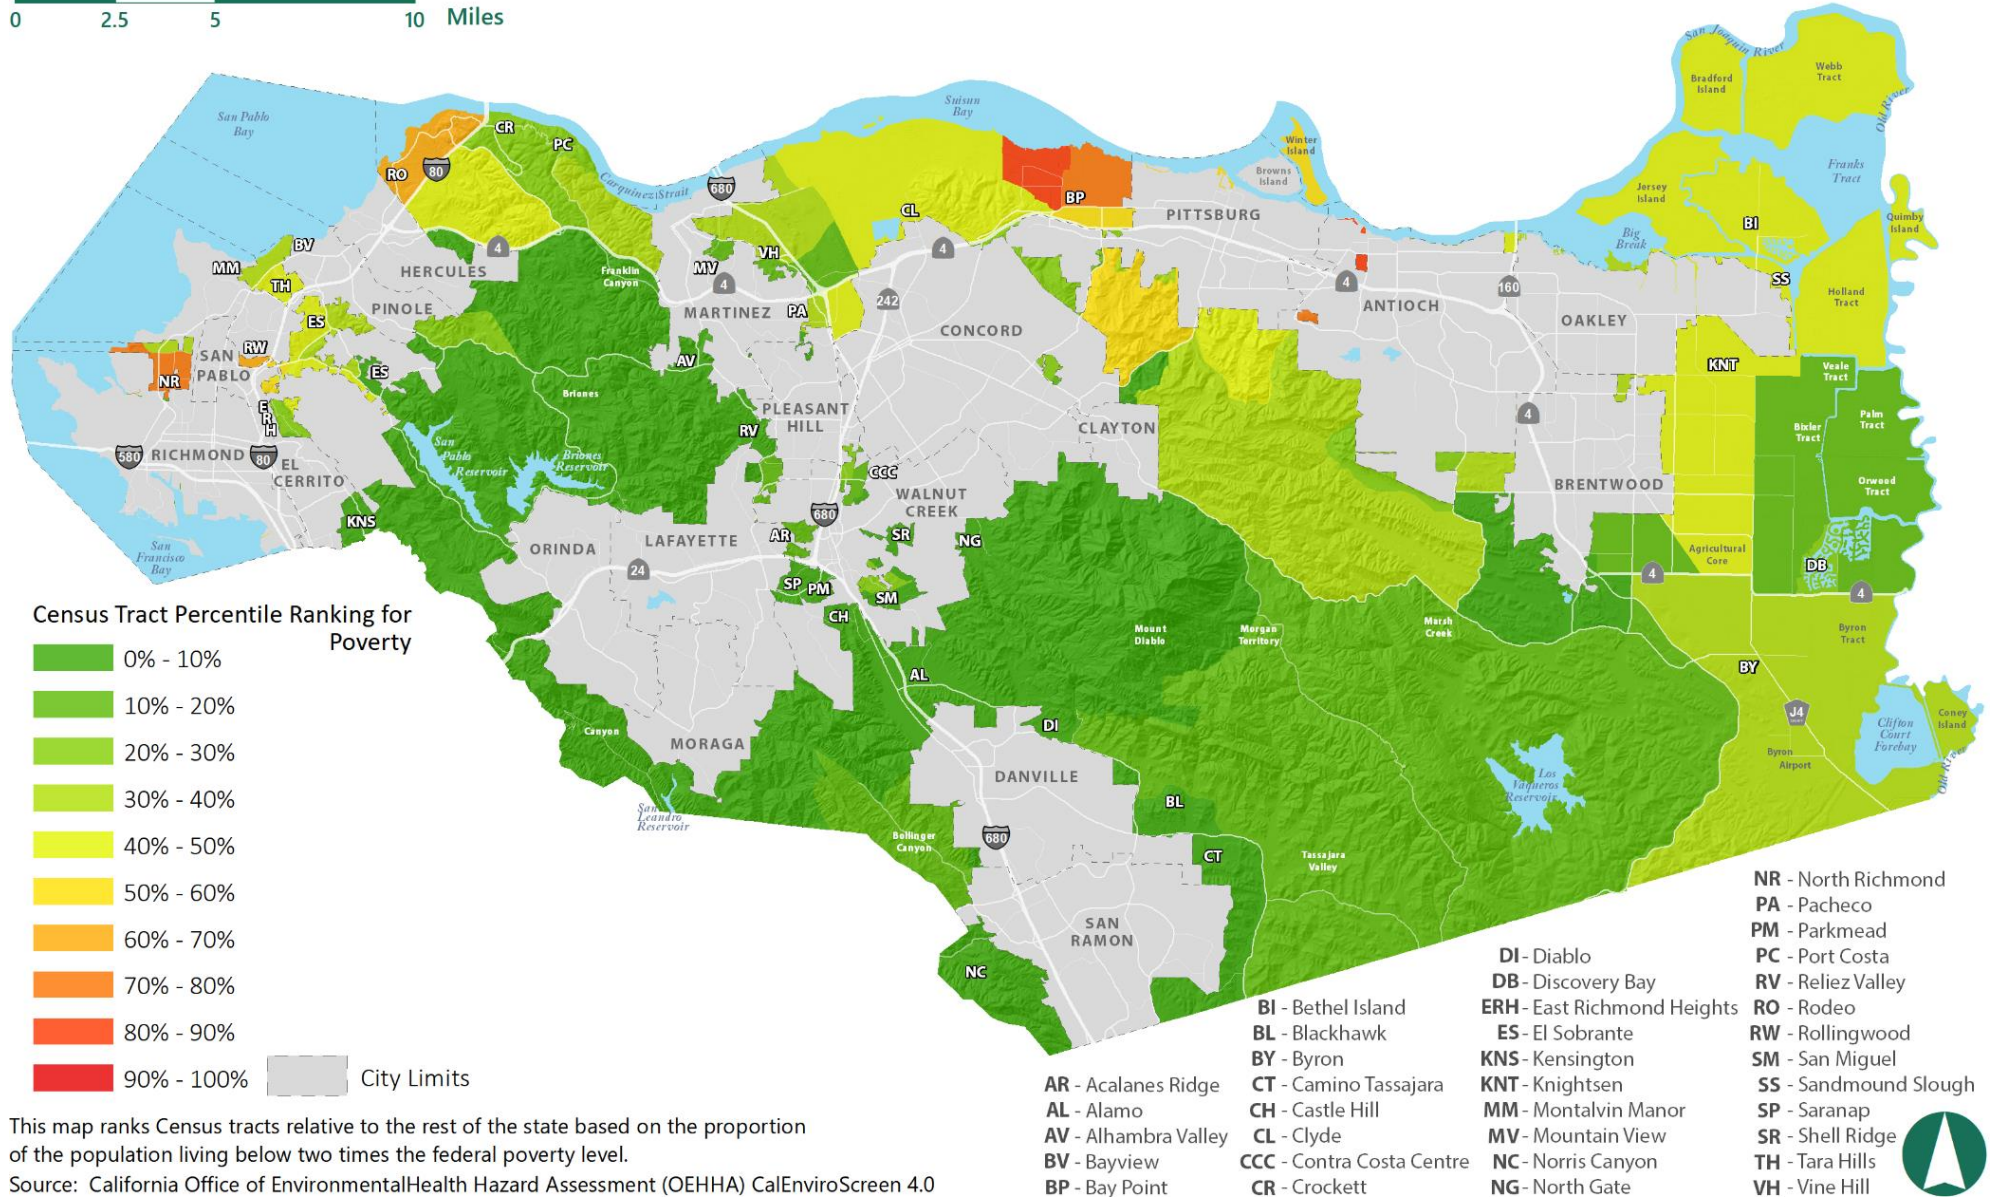 0 2.5 5 10 Miles
San Joaquin River
Webb
Tract
Bradford
Island
Old River
San Pablo
Bay
Suisun
Bay
CR
PC
RO
80
Carquinez Strait
680
Winter
Island
Browns
Island
Franks
Tract
Jersey
Island
BP
CL
PITTSBURG
BI
Quimby
Island
Big
Break
BV
MM
TH
4
HERCULES
Franklin
Canyon
MV
VH
4
4
242
4
ANTIOCH
160
SS
Holland
Tract
ES
PINOLE
MARTINEZ
PA
CONCORD
OAKLEY
RW
SAN
PABLO
NR
ES
AV
KNT
Veale
Tract
Briones
ERH
PLEASANT
HILL
RV
CLAYTON
4
Palm
Tract
Bixler
Tract
San
Pablo
Reservoir
Briones
Reservoir
580
RICHMOND
80
EL
CERRITO
CCC
WALNUT
CREEK
BRENTWOOD
Orwood
Tract
KNS
680
San
Francisco
Bay
ORINDA
LAFAYETTE
AR
SR
NG
24
Agricultural
Core
DB
4
4
SP
PM
SM
CH
Mount
Diablo
Morgan
Territory
Marsh
Creek
Byron
Tract
AL
BY
DI
Canyon
MORAGA
J4
Clifton
Court
Forebay
Coney
Island
Byron
Airport
Old River
DANVILLE
San
Leandro
Reservoir
BL
Los
Vaqueros
Reservoir
Bollinger
Canyon
680
CT
Tassajara
Valley
SAN
RAMON
NC
Census Tract Percentile Ranking for
Poverty
0% - 10%
10% - 20%
20% - 30%
30% - 40%
40% - 50%
50% - 60%
60% - 70%
70% - 80%
80% - 90%
90% - 100%
City Limits
This map ranks Census tracts relative to the rest of the state based on the proportion
of the population living below two times the federal poverty level.
Source: California Office of EnvironmentalHealth Hazard Assessment (OEHHA) CalEnviroScreen 4.0
AR - Acalanes Ridge
AL - Alamo
AV - Alhambra Valley
BV - Bayview
BP - Bay Point
BI - Bethel Island
BL - Blackhawk
BY - Byron
CT - Camino Tassajara
CH - Castle Hill
CL - Clyde
CCC - Contra Costa Centre
CR - Crockett
DI - Diablo
DB - Discovery Bay
ERH - East Richmond Heights
ES - El Sobrante
KNS - Kensington
KNT - Knightsen
MM - Montalvin Manor
MV - Mountain View
NC - Norris Canyon
NG - North Gate
NR - North Richmond
PA - Pacheco
PM - Parkmead
PC - Port Costa
RV - Reliez Valley
RO - Rodeo
RW - Rollingwood
SM - San Miguel
SS - Sandmound Slough
SP - Saranap
SR - Shell Ridge
TH - Tara Hills
VH - Vine Hill